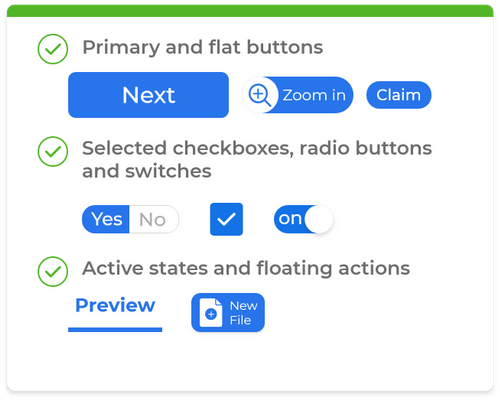 Primary and flat buttons
Next
Zoom in
Claim
Selected checkboxes, radio buttons
and switches
Yes No
on
Active states and floating actions
Preview
New
File